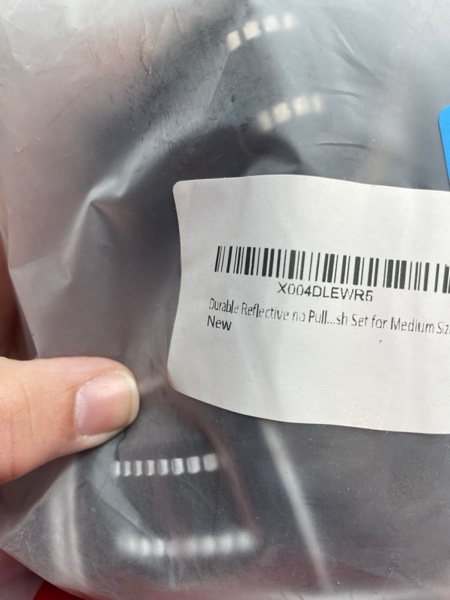 X004DLEWR5
Durable Reflective no Pull...sh Set for Medium Siz
New